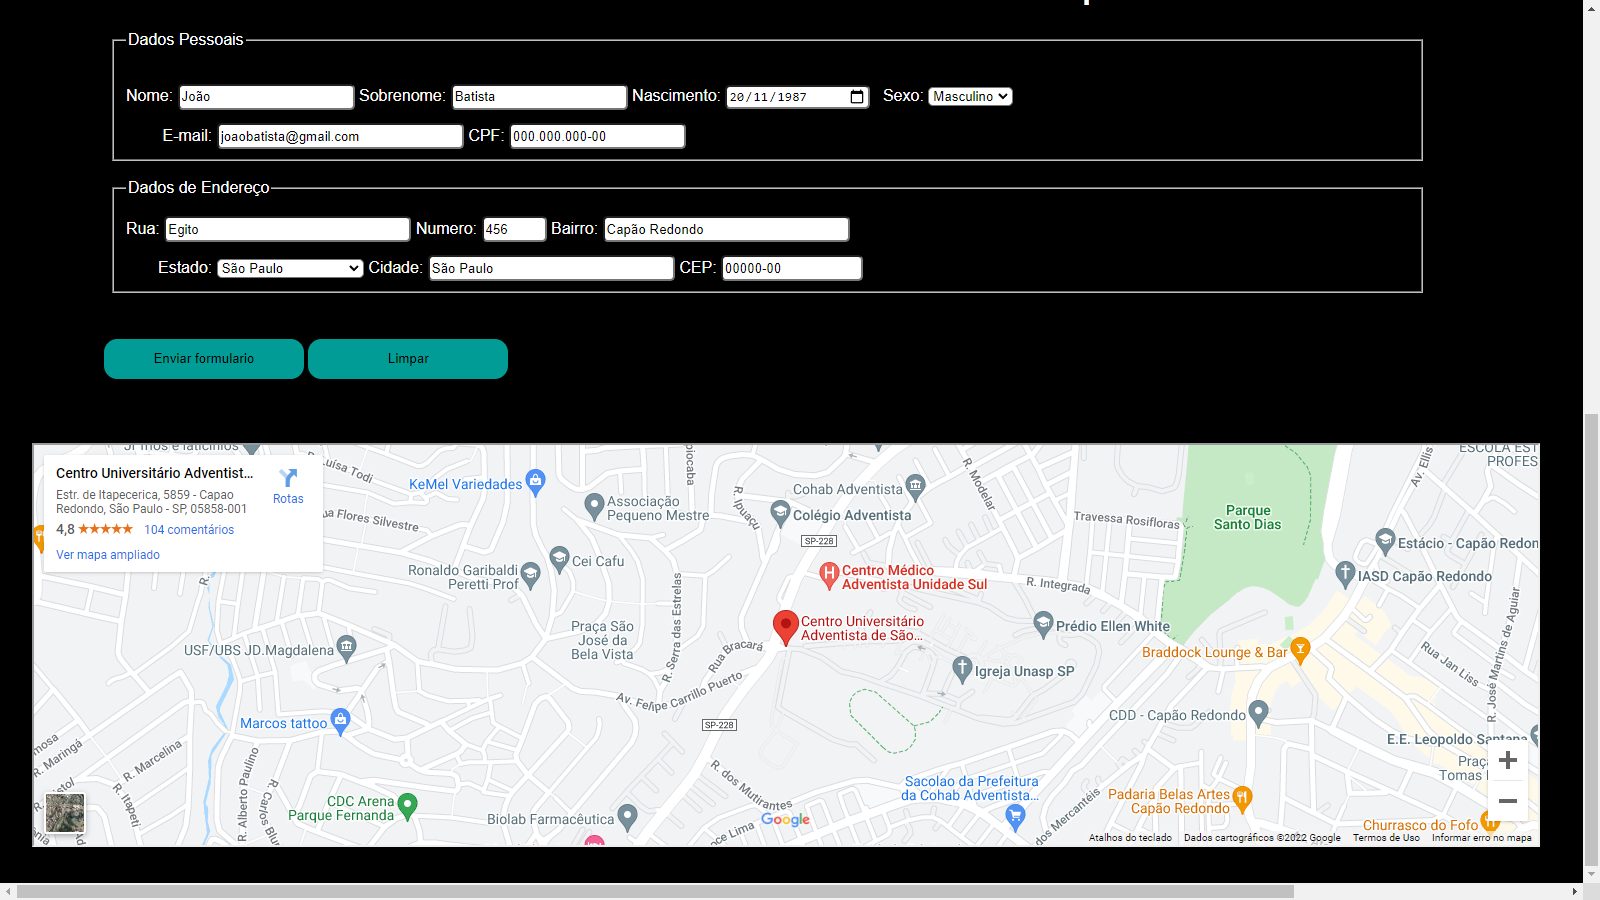 Dados Pessoais
Nome: João Sobrenome: Batista Nascimento: 20/11/1987 Sexo: Masculino
E-mail: joaobatista@gmail.com CPF: 000.000.000-00
Dados de Endereço
Rua: Egito Numero: 456 Bairro: Capão Redondo
Estado: São Paulo Cidade: São Paulo CEP: 00000-00
Enviar formulario Limpar
Centro Universitário Adventist...
Estr. de Itapecerica, 5859 - Capao
Redondo, São Paulo - SP, 05858-001
4,8 104 comentários
Ver mapa ampliado
Rotas
Luísa Todi
KeMel Variedades
Associação
Pequeno Mestre
R. Iguaçu
Cohab Adventista
Colégio Adventista
R. Modelar
Travessa Rosifloras
Parque
Santo Dias
Av. Ellis
ESCOLA EST
PROFES
Estácio - Capão Redon
IASD Capão Redondo
ua Flores Silvestre
Cei Cafu
Ronaldo Garibaldi
Peretti Prof
SP-228
Centro Médico
Adventista Unidade Sul
R. Integrada
R. Serra das Estrelas
Praça São
José da
Bela Vista
Centro Universitário
Adventista de São...
Prédio Ellen White
USF/UBS JD.Magdalena
Rua Bracará
Igreja Unasp SP
Braddock Lounge & Bar
Rua Jan Liss
R. José Martins de Aguiar
Av. Felipe Carrillo Puerto
Marcos tattoo
SP-228
CDD - Capão Redondo
E.E. Leopoldo Santana
Praça
Tomas
R. Maringá
R. Marcelina
R. Itapeti
R. Alberto Paulino
R. Carlos
CDC Arena
Parque Fernanda
Biolab Farmacêutica
R. dos Mutirantes
oce Lima
Google
Sacolao da Prefeitura
da Cohab Adventista...
dos Mercantéis
Padaria Belas Artes
Capão Redondo
Churrasco do Fofo
Atalhos do teclado Dados cartográficos ©2022 Google Termos de Uso Informar erro no mapa